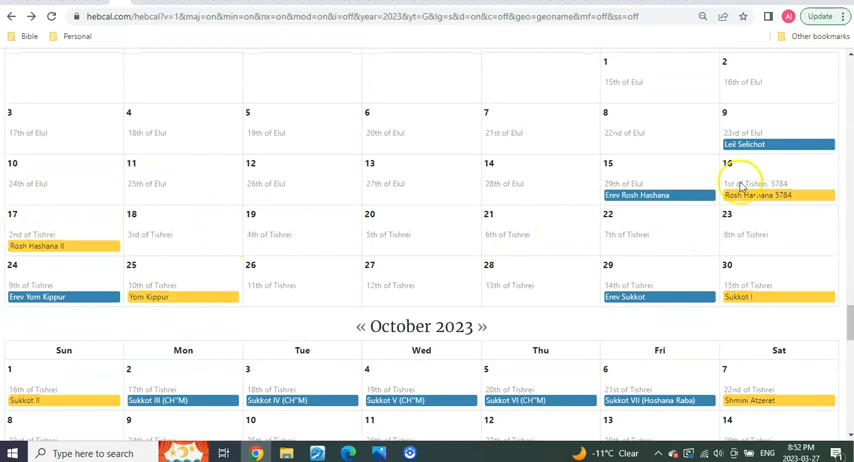 hebcal.com/hebcal?v=1&maj=on&min=on&nx=on&mod=on&i=off&year=2023&yt=G&lg=s&d=on&c=off&geo=geoname&mf=off&ss=off
AI
Update
Bible
Personal
Other bookmarks
1
2
15th of Elul
16th of Elul
3
4
5
6
7
8
9
17th of Elul
18th of Elul
19th of Elul
20th of Elul
21st of Elul
22nd of Elul
23rd of Elul
Leil Selichot
10
11
12
13
14
15
16
24th of Elul
25th of Elul
26th of Elul
27th of Elul
28th of Elul
29th of Elul
1st of Tishrei, 5784
Erev Rosh Hashana
Rosh Hashana 5784
17
18
19
20
21
22
23
2nd of Tishrei
3rd of Tishrei
4th of Tishrei
5th of Tishrei
6th of Tishrei
7th of Tishrei
8th of Tishrei
Rosh Hashana II
24
25
26
27
28
29
30
9th of Tishrei
10th of Tishrei
11th of Tishrei
12th of Tishrei
13th of Tishrei
14th of Tishrei
15th of Tishrei
Erev Yom Kippur
Yom Kippur
Erev Sukkot
Sukkot I
« October 2023 »
Sun
Mon
Tue
Wed
Thu
Fri
Sat
1
2
3
4
5
6
7
16th of Tishrei
17th of Tishrei
18th of Tishrei
19th of Tishrei
20th of Tishrei
21st of Tishrei
22nd of Tishrei
Sukkot II
Sukkot III (CH''M)
Sukkot IV (CH''M)
Sukkot V (CH''M)
Sukkot VI (CH''M)
Sukkot VII (Hoshana Raba)
Shmini Atzeret
8
9
10
11
12
13
14
Type here to search
-11°C Clear
ENG
8:52 PM
2023-03-27